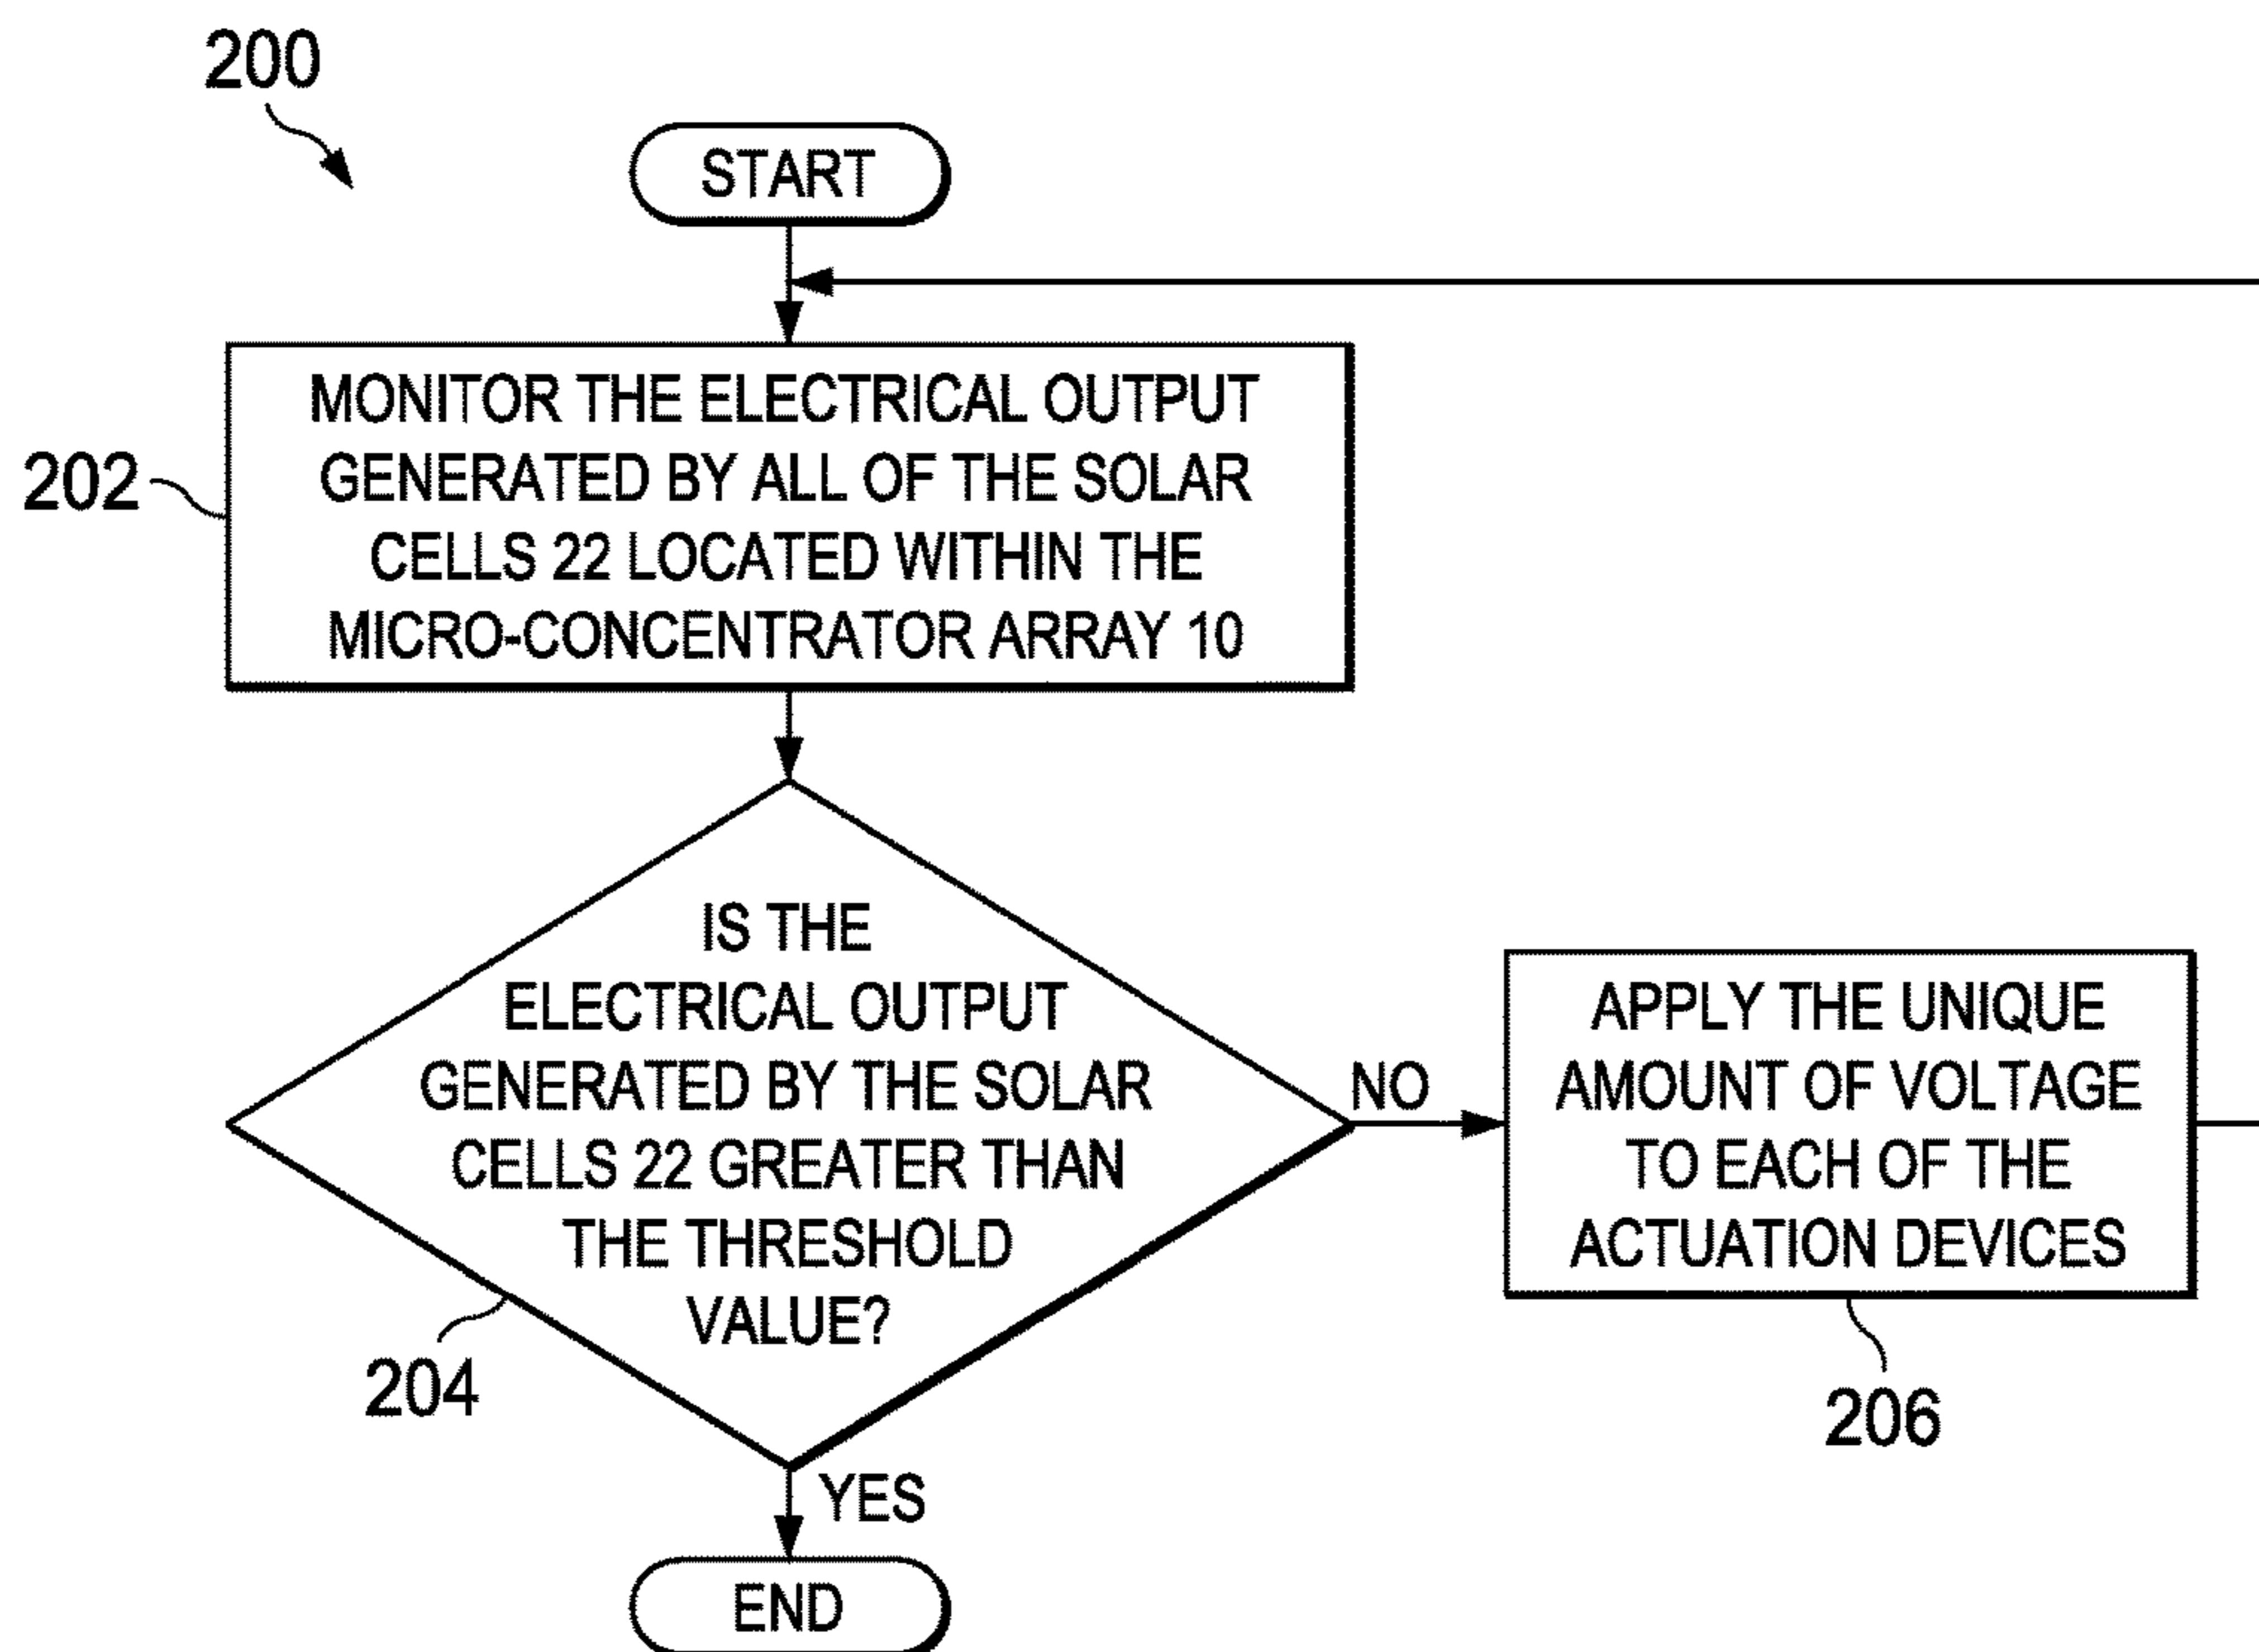 200
START
202
MONITOR THE ELECTRICAL OUTPUT
GENERATED BY ALL OF THE SOLAR
CELLS 22 LOCATED WITHIN THE
MICRO-CONCENTRATOR ARRAY 10
IS THE
ELECTRICAL OUTPUT
GENERATED BY THE SOLAR
CELLS 22 GREATER THAN
THE THRESHOLD
VALUE?
204
NO
APPLY THE UNIQUE
AMOUNT OF VOLTAGE
TO EACH OF THE
ACTUATION DEVICES
206
YES
END